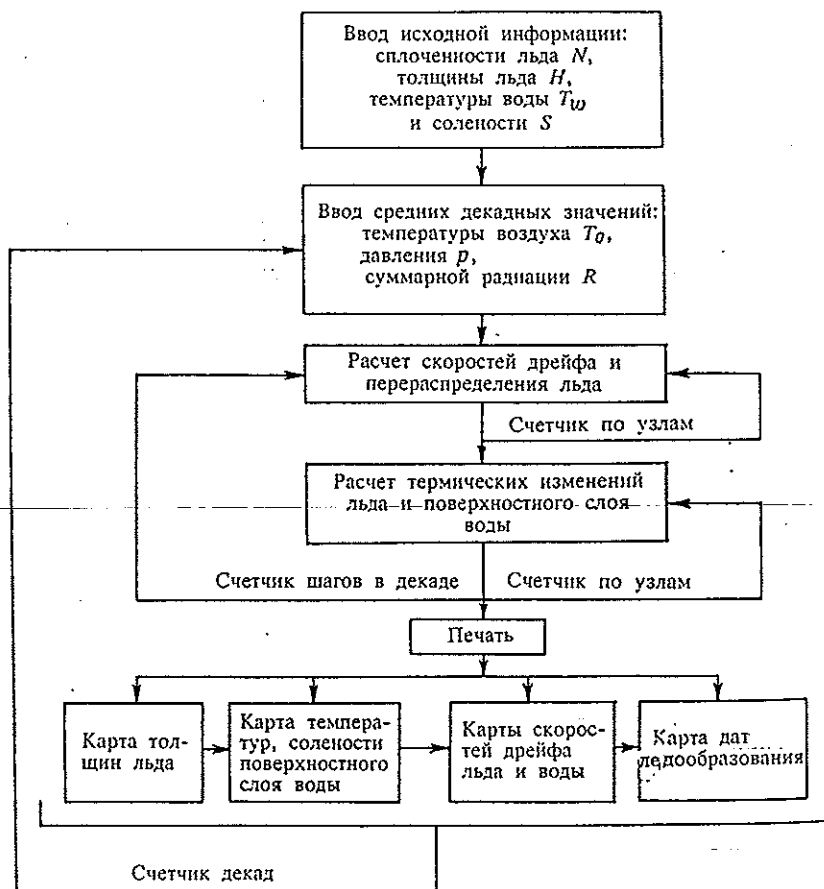 Ввод исходной информации:
сплоченности льда N,
толщины льда H,
температуры воды Tw
и солености S
Ввод средних декадных значений:
температуры воздуха T0,
давления p,
суммарной радиации R
Расчет скоростей дрейфа и
перераспределения льда
Счетчик по узлам
Расчет термических изменений
льда и поверхностного слоя
воды
Счетчик шагов в декаде
Счетчик по узлам
Печать
Карта тол-
щин льда
Карта температ-
тур, солености
поверхностного
слоя воды
Карты скорос-
тей дрейфа
льда и воды
Карта дат
ледообразования
Счетчик декад